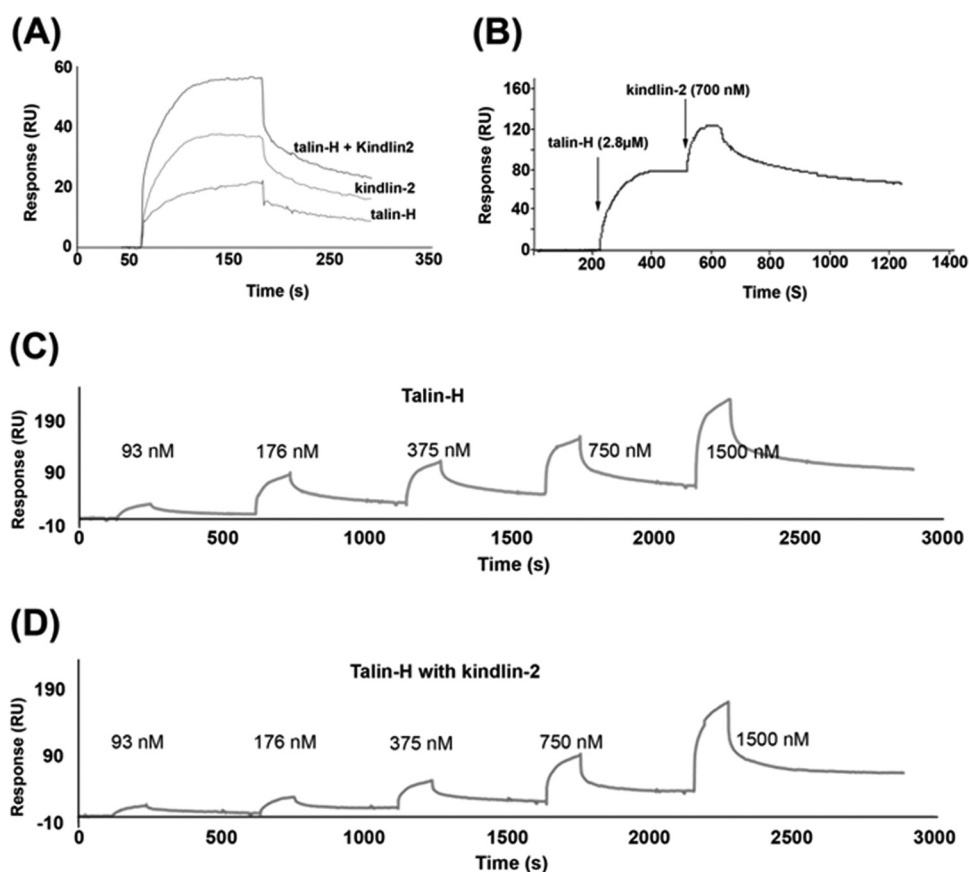 (A)
60
40
20
0
Response (RU)
talin-H + Kindlin2
kindlin-2
talin-H
0 50 150 250 350
Time (s)
(B)
160
120
80
40
0
Response (RU)
kindlin-2 (700 nM)
talin-H (2.8µM)
200 400 600 800 1000 1200 1400
Time (S)
(C)
Talin-H
190
90
-10
Response (RU)
93 nM 176 nM 375 nM 750 nM 1500 nM
0 500 1000 1500 2000 2500 3000
Time (s)
(D)
Talin-H with kindlin-2
190
90
-10
Response (RU)
93 nM 176 nM 375 nM 750 nM 1500 nM
0 500 1000 1500 2000 2500 3000
Time (s)